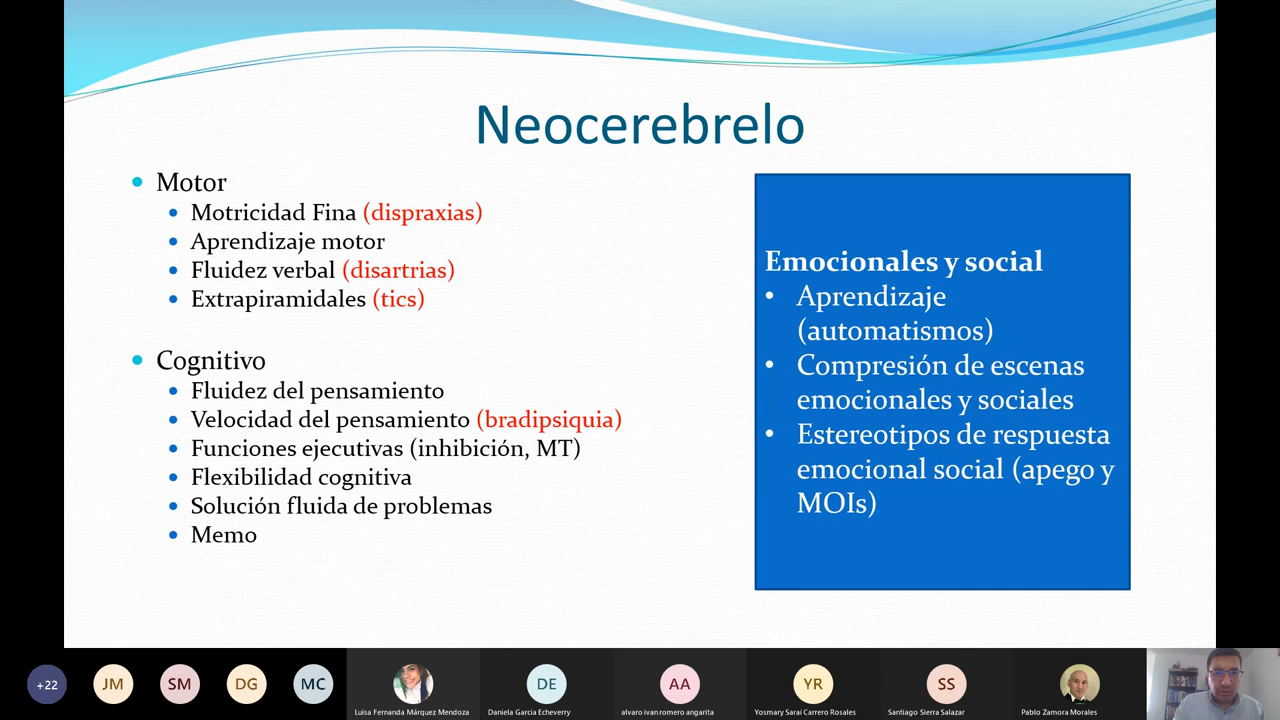 Neocerebrelo
Motor
Motricidad Fina (dispraxias)
Aprendizaje motor
Fluidez verbal (disartrias)
Extrapiramidales (tics)
Cognitivo
Fluidez del pensamiento
Velocidad del pensamiento (bradipsiquia)
Funciones ejecutivas (inhibición, MT)
Flexibilidad cognitiva
Solución fluida de problemas
Memo
Emocionales y social
Aprendizaje
(automatismos)
Compresión de escenas
emocionales y sociales
Estereotipos de respuesta
emocional social (apego y
MOIs)
+22
JM
SM
DG
MC
DE
AA
YR
SS
Luisa Fernanda Márquez Mendoza
Daniela Garcia Echeverry
alvaro ivan romero angarita
Yosmary Sarai Carrero Rosales
Santiago Sierra Salazar
Pablo Zamora Morales